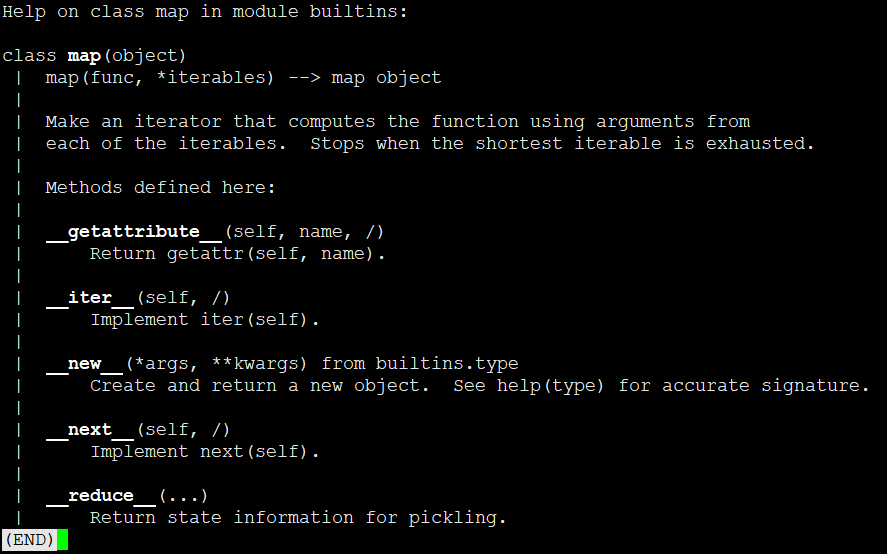 Help on class map in module builtins:

class map(object)
 |  map(func, *iterables) --> map object
 |
 |  Make an iterator that computes the function using arguments from
 |  each of the iterables.  Stops when the shortest iterable is exhausted.
 |
 |  Methods defined here:
 |
 |  __getattribute__(self, name, /)
 |      Return getattr(self, name).
 |
 |  __iter__(self, /)
 |      Implement iter(self).
 |
 |  __new__(*args, **kwargs) from builtins.type
 |      Create and return a new object.  See help(type) for accurate signature.
 |
 |  __next__(self, /)
 |      Implement next(self).
 |
 |  __reduce__(...)
 |      Return state information for pickling.
(END)